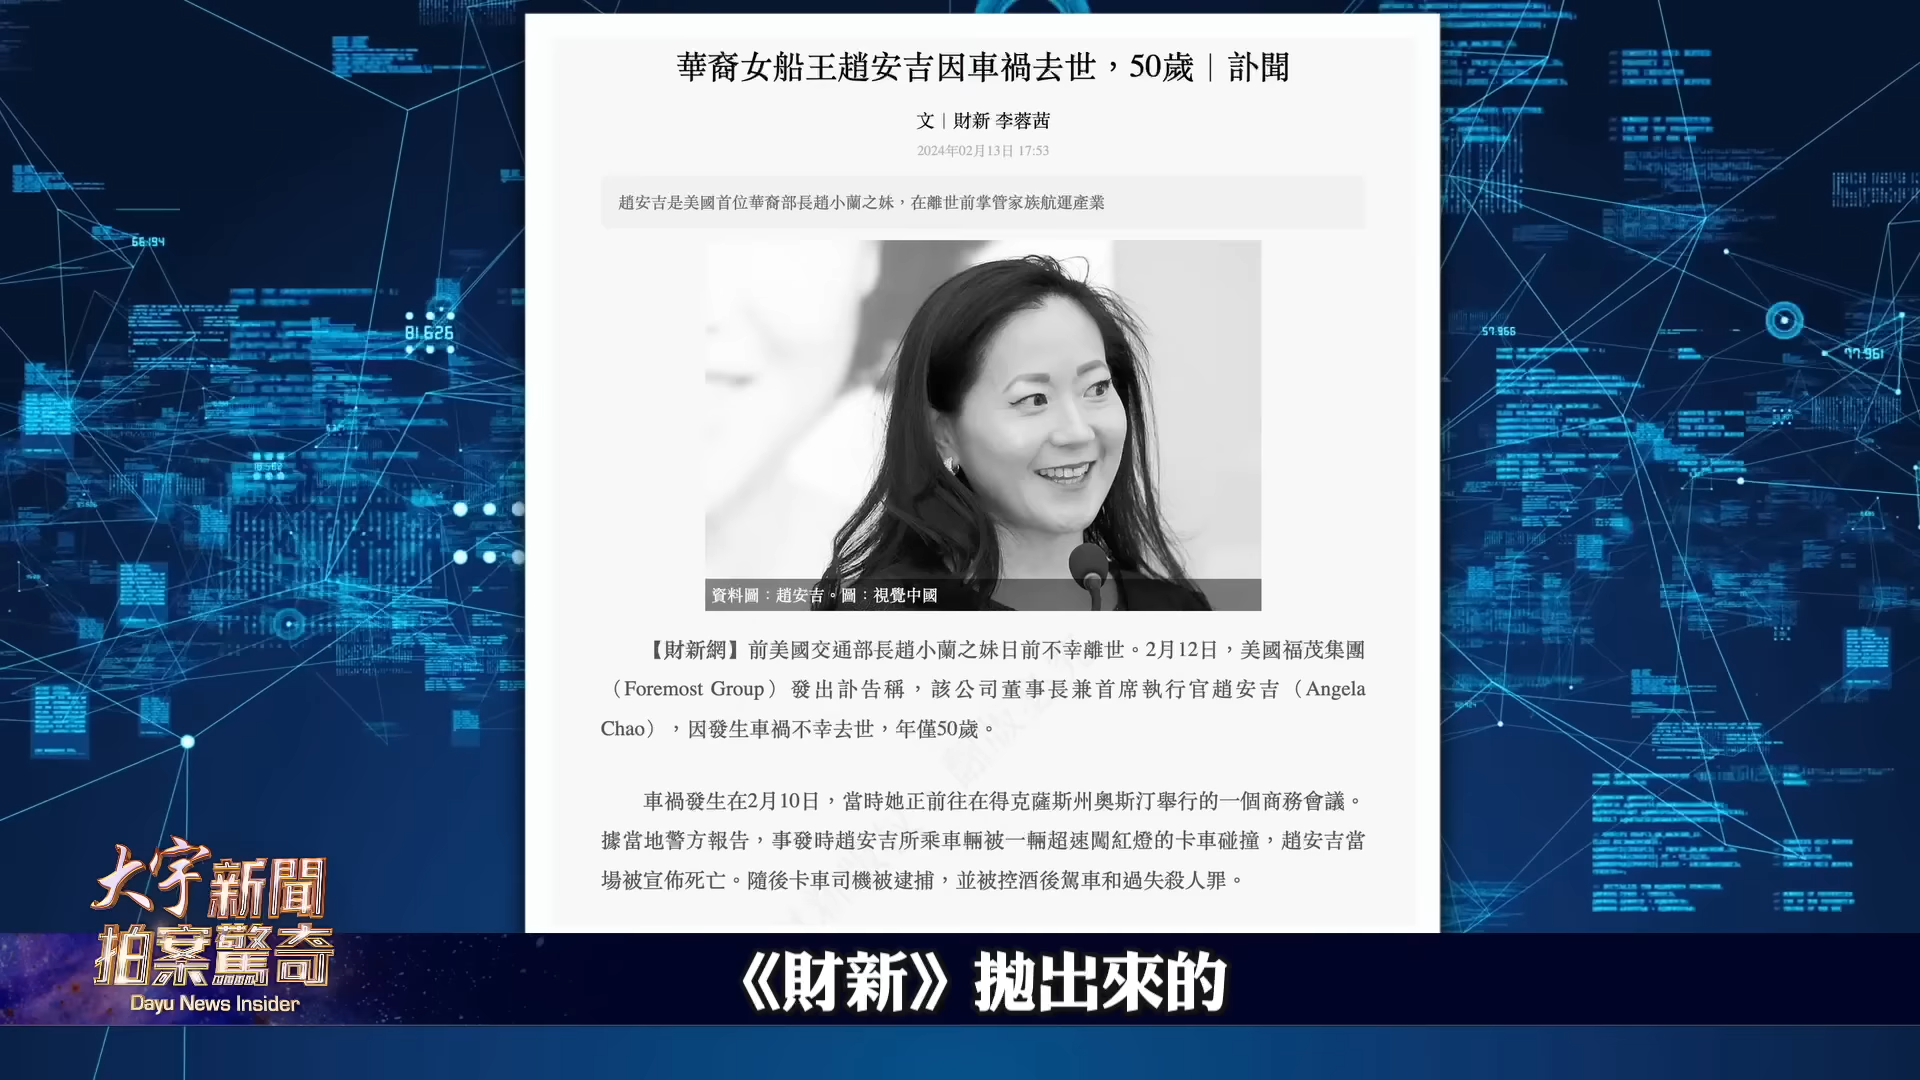 華裔女船王趙安吉因車禍去世，50歲｜訃聞
文｜財新 李蓉茜
2024年02月13日 17:53
趙安吉是美國首位華裔部長趙小蘭之妹，在離世前掌管家族航運產業
資料圖：趙安吉。圖：視覺中國
【財新網】前美國交通部長趙小蘭之妹日前不幸離世。2月12日，美國福茂集團
（Foremost Group）發出訃告稱，該公司董事長兼首席執行官趙安吉（Angela
Chao），因發生車禍不幸去世，年僅50歲。
車禍發生在2月10日，當時她正前往在得克薩斯州奧斯汀舉行的一個商務會議。
據當地警方報告，事發時趙安吉所乘車輛被一輛超速闖紅燈的卡車碰撞，趙安吉當
場被宣佈死亡。隨後卡車司機被逮捕，並被控酒後駕車和過失殺人罪。
66194
81.626
57.966
77.961
大宇新聞
拍案驚奇
Dayu News Insider
《財新》拋出來的